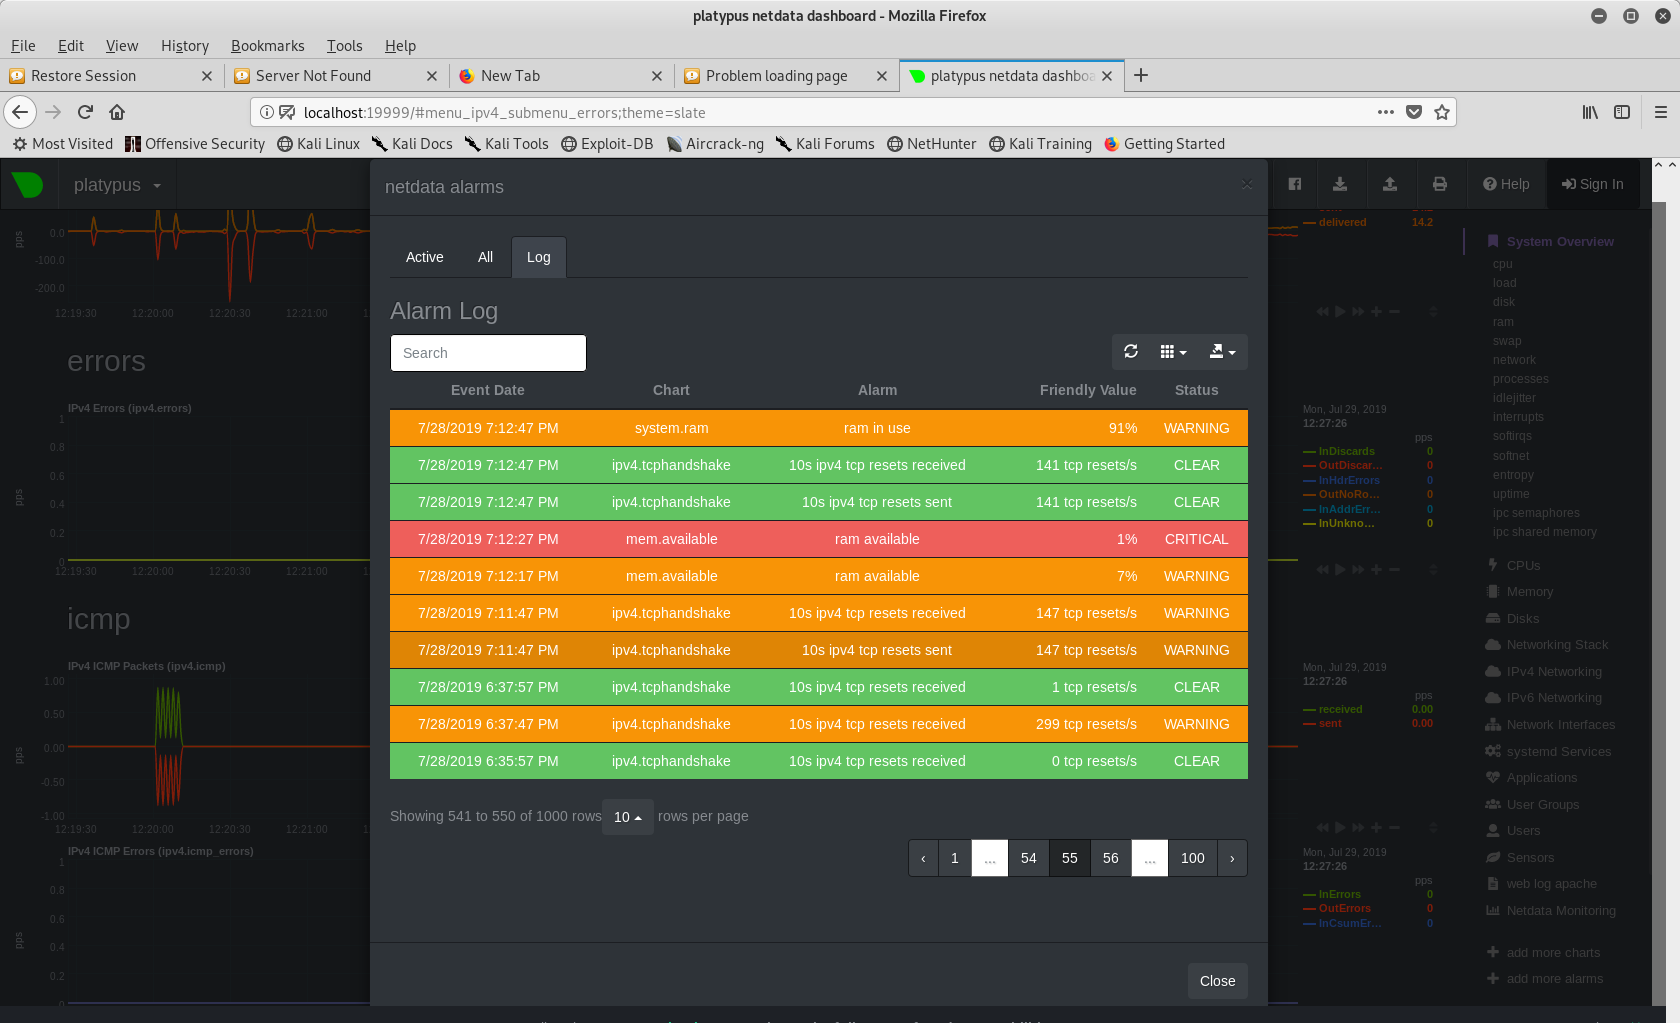 platypus netdata dashboard - Mozilla Firefox
File Edit View History Bookmarks Tools Help
Restore Session Server Not Found New Tab Problem loading page platypus netdata dashboa
localhost:19999/#menu_ipv4_submenu_errors;theme=slate
Most Visited Offensive Security Kali Linux Kali Docs Kali Tools Exploit-DB Aircrack-ng Kali Forums NetHunter Kali Training Getting Started
platypus
Help Sign In
netdata alarms
Active All Log
Alarm Log
Search
Event Date Chart Alarm Friendly Value Status
7/28/2019 7:12:47 PM system.ram ram in use 91% WARNING
7/28/2019 7:12:47 PM ipv4.tcphandshake 10s ipv4 tcp resets received 141 tcp resets/s CLEAR
7/28/2019 7:12:47 PM ipv4.tcphandshake 10s ipv4 tcp resets sent 141 tcp resets/s CLEAR
7/28/2019 7:12:27 PM mem.available ram available 1% CRITICAL
7/28/2019 7:12:17 PM mem.available ram available 7% WARNING
7/28/2019 7:11:47 PM ipv4.tcphandshake 10s ipv4 tcp resets received 147 tcp resets/s WARNING
7/28/2019 7:11:47 PM ipv4.tcphandshake 10s ipv4 tcp resets sent 147 tcp resets/s WARNING
7/28/2019 6:37:57 PM ipv4.tcphandshake 10s ipv4 tcp resets received 1 tcp resets/s CLEAR
7/28/2019 6:37:47 PM ipv4.tcphandshake 10s ipv4 tcp resets received 299 tcp resets/s WARNING
7/28/2019 6:35:57 PM ipv4.tcphandshake 10s ipv4 tcp resets received 0 tcp resets/s CLEAR
Showing 541 to 550 of 1000 rows 10 rows per page
‹ 1 ... 54 55 56 ... 100 ›
Close
pps
0.0
-100.0
-200.0
12:19:30 12:20:00 12:20:30 12:21:00
errors
IPv4 Errors (ipv4.errors)
pps
1
0.8
0.6
0.4
0.2
0
12:19:30 12:20:00 12:20:30 12:21:00
icmp
IPv4 ICMP Packets (ipv4.icmp)
pps
1.00
0.50
0.00
-0.50
-1.00
12:19:30 12:20:00 12:20:30 12:21:00
IPv4 ICMP Errors (ipv4.icmp_errors)
pps
1
0.8
0.6
0.4
0.2
0
delivered 14.2
Mon, Jul 29, 2019
12:27:26
pps
InDiscards 0
OutDiscar... 0
InHdrErrors 0
OutNoRo... 0
InAddrErr... 0
InUnkno... 0
Mon, Jul 29, 2019
12:27:26
pps
received 0.00
sent 0.00
Mon, Jul 29, 2019
12:27:26
pps
InErrors 0
OutErrors 0
InCsumEr... 0
System Overview
cpu
load
disk
ram
swap
network
processes
idlejitter
interrupts
softirqs
softnet
entropy
uptime
ipc semaphores
ipc shared memory
CPUs
Memory
Disks
Networking Stack
IPv4 Networking
IPv6 Networking
Network Interfaces
systemd Services
Applications
User Groups
Users
Sensors
web log apache
Netdata Monitoring
add more charts
add more alarms